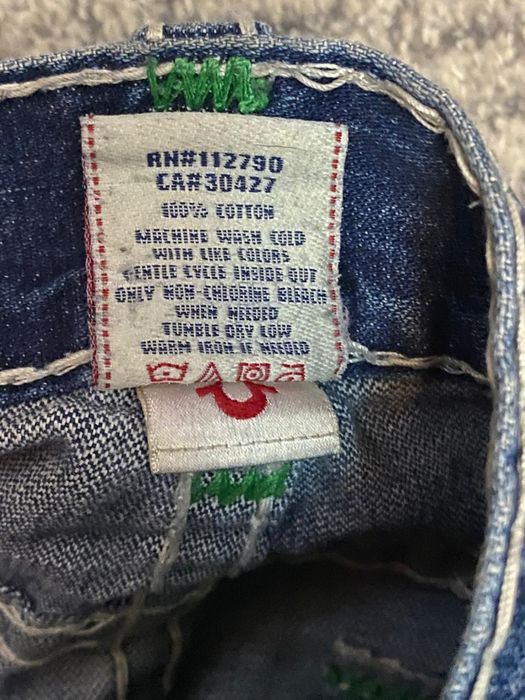 RN#112790
CA#30427
100% COTTON
MACHINE WASH COLD
WITH LIKE COLORS
GENTLE CYCLE INSIDE OUT
ONLY NON-CHLORINE BLEACH
WHEN NEEDED
TUMBLE DRY LOW
WARM IRON IF NEEDED